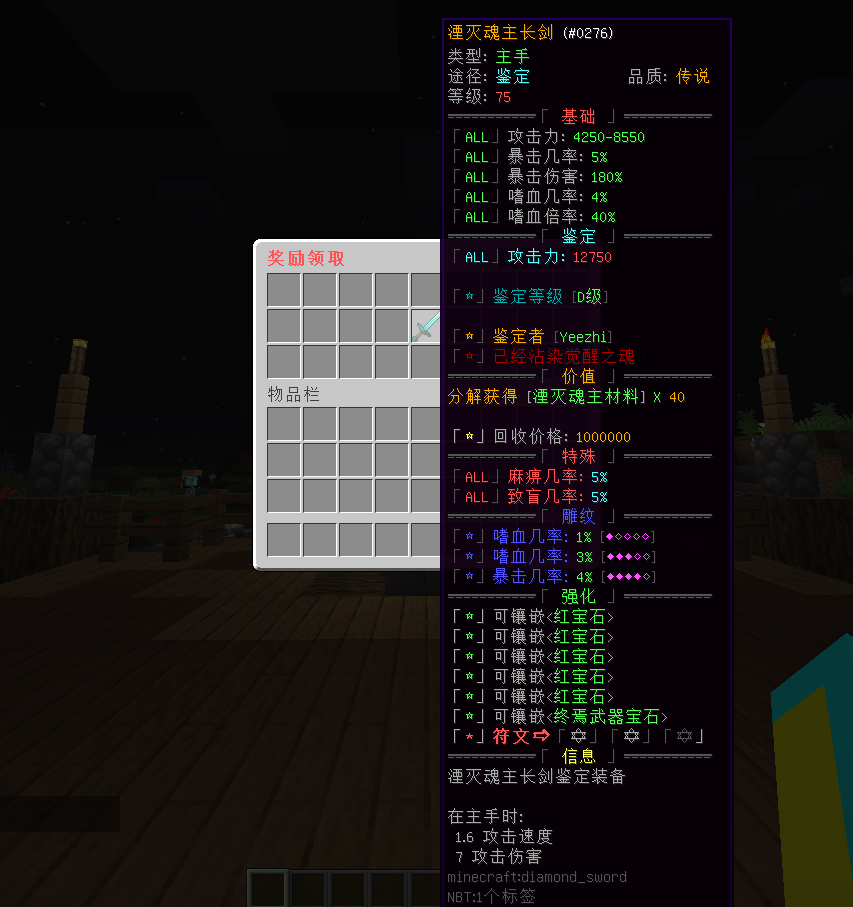 湮灭魂主长剑 (#0276)
类型: 主手
途径: 鉴定 品质: 传说
等级: 75
「 基础 」
「ALL」攻击力: 4250-8550
「ALL」暴击几率: 5%
「ALL」暴击伤害: 180%
「ALL」嗜血几率: 4%
「ALL」嗜血倍率: 40%
「 鉴定 」
「ALL」攻击力: 12750
「☆」鉴定等级 [D级]
「☆」鉴定者 [Yeezhi]
「☆」已经沾染觉醒之魂
「 价值 」
分解获得 [湮灭魂主材料] X 40
「☆」回收价格: 1000000
「 特殊 」
「ALL」麻痹几率: 5%
「ALL」致盲几率: 5%
「 雕纹 」
「☆」嗜血几率: 1% [◆◇◇◇◇]
「☆」嗜血几率: 3% [◆◆◆◇◇]
「☆」暴击几率: 4% [◆◆◆◆◇]
「 强化 」
「☆」可镶嵌<红宝石>
「☆」可镶嵌<红宝石>
「☆」可镶嵌<红宝石>
「☆」可镶嵌<红宝石>
「☆」可镶嵌<红宝石>
「☆」可镶嵌<终焉武器宝石>
「*」符文⇨「✡」「✡」「✡」
「 信息 」
湮灭魂主长剑鉴定装备
在主手时:
1.6 攻击速度
7 攻击伤害
minecraft:diamond_sword
NBT:1个标签
奖励领取
物品栏